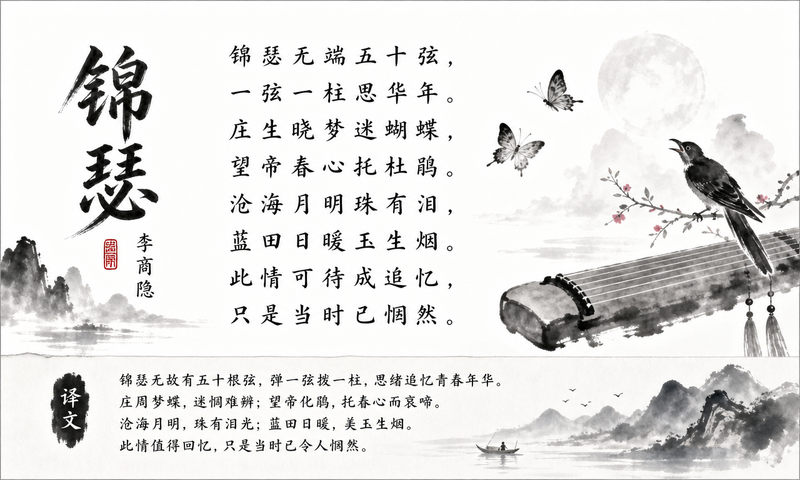 锦瑟
李商隐
锦瑟无端五十弦，
一弦一柱思华年。
庄生晓梦迷蝴蝶，
望帝春心托杜鹃。
沧海月明珠有泪，
蓝田日暖玉生烟。
此情可待成追忆，
只是当时已惘然。
译文
锦瑟无故有五十根弦，弹一弦拨一柱，思绪追忆青春年华。
庄周梦蝶，迷惘难辨；望帝化鹃，托春心而哀啼。
沧海月明，珠有泪光；蓝田日暖，美玉生烟。
此情值得回忆，只是当时已令人惘然。